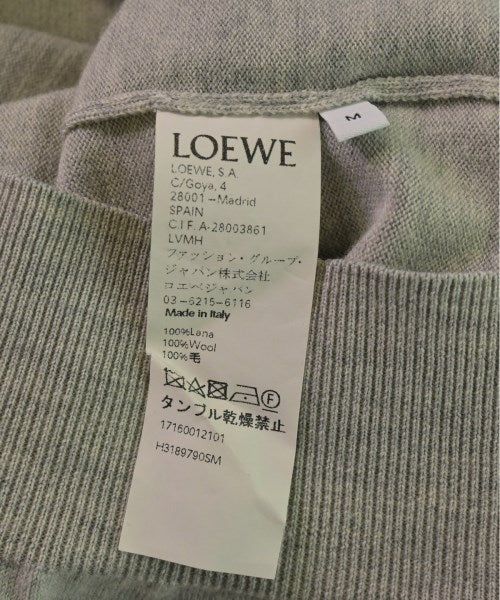 LOEWE
LOEWE, S.A.
C/Goya, 4
28001 – Madrid
SPAIN
C.I.F. A-28003861
LVMH
ファッション・グループ・
ジャパン株式会社
ロエベジャパン
03-6215-6116
Made in Italy
100%Lana
100%Wool
100%毛
F
タンブル乾燥禁止
17160012101
H3189790SM
M